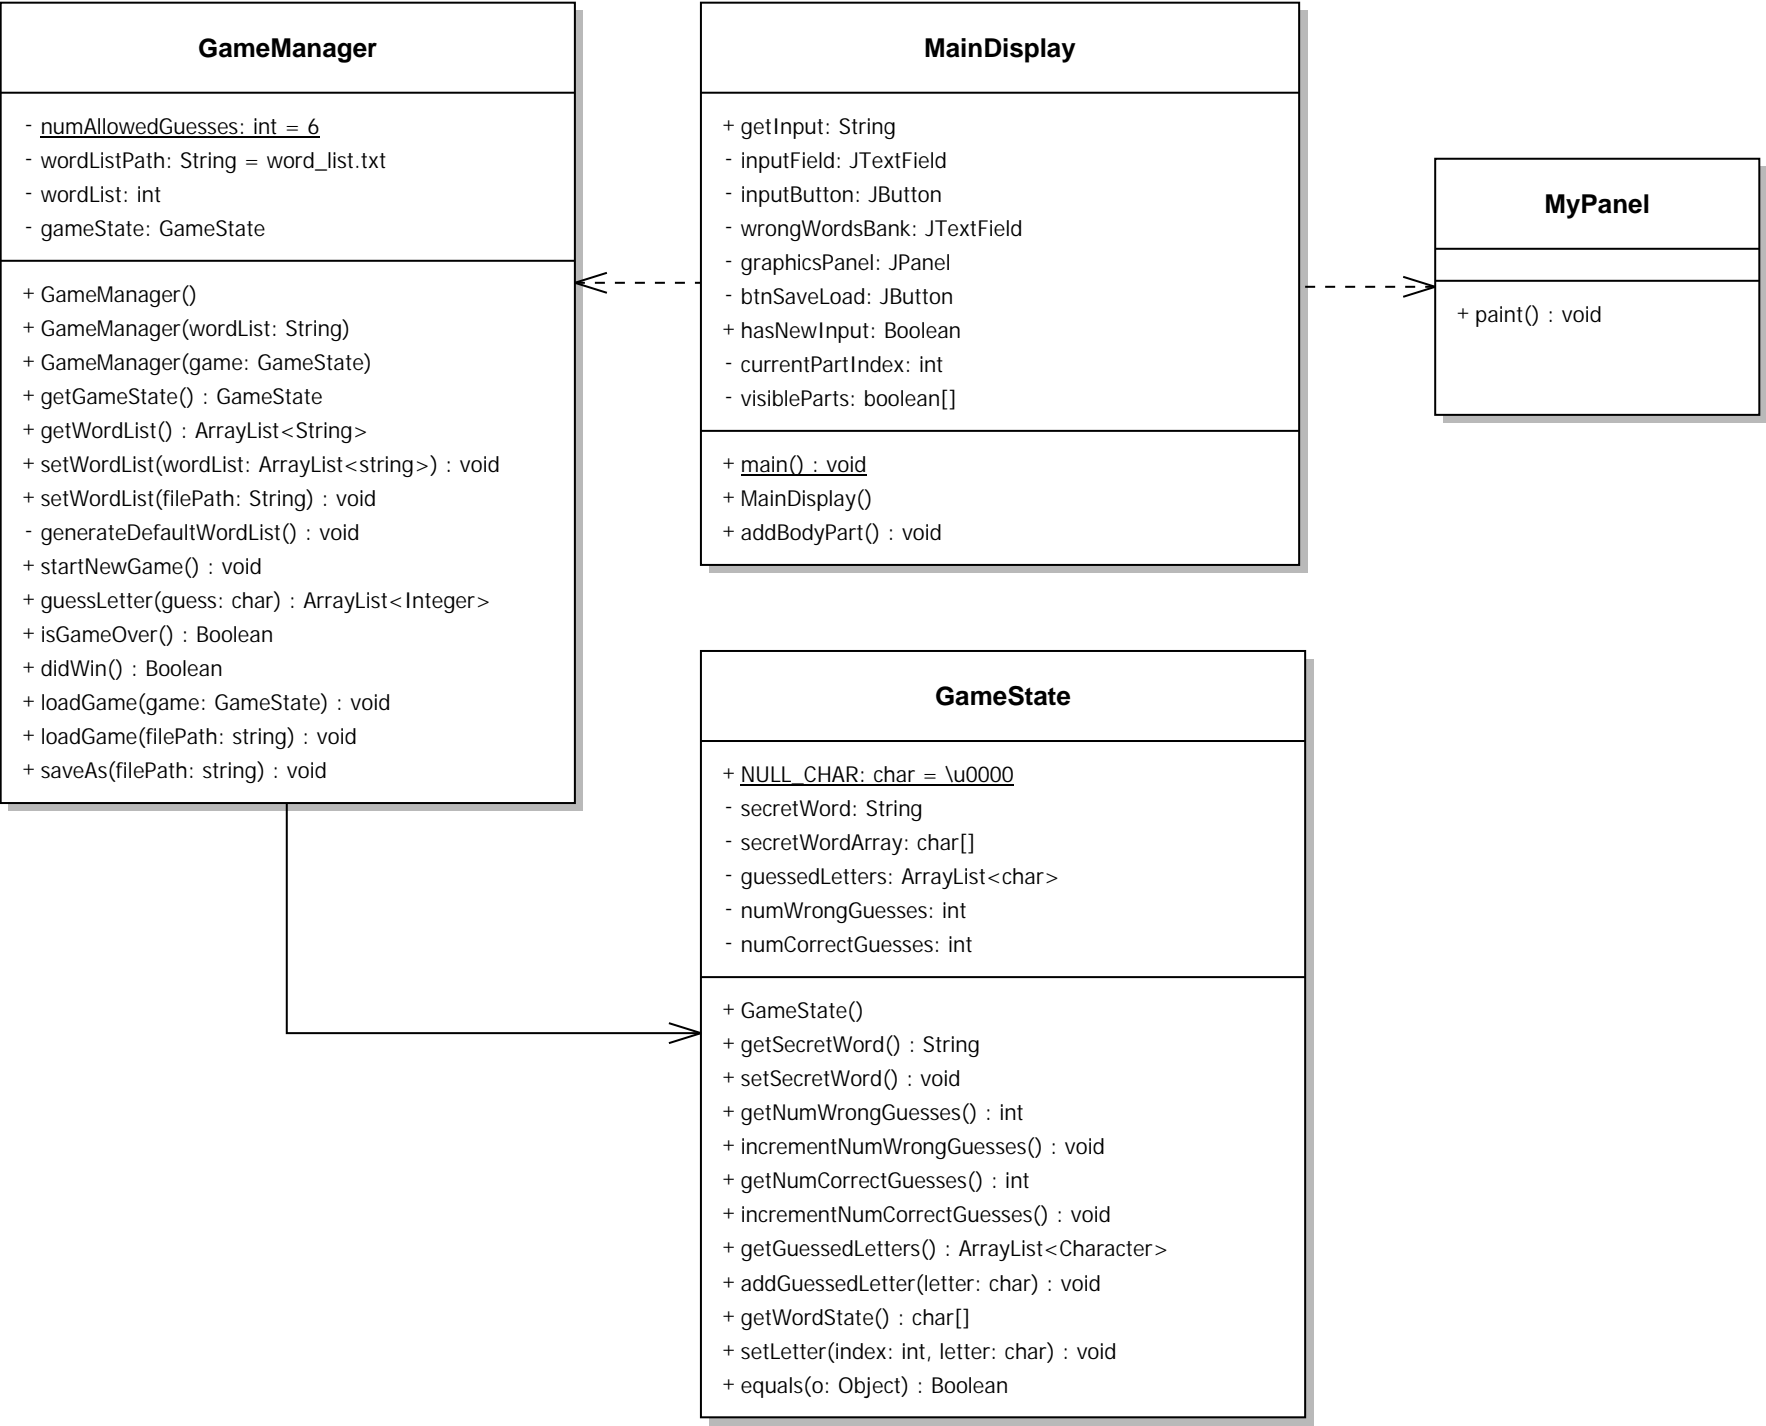 GameManager
- numAllowedGuesses: int = 6
- wordListPath: String = word_list.txt
- wordList: int
- gameState: GameState
+ GameManager()
+ GameManager(wordList: String)
+ GameManager(game: GameState)
+ getGameState() : GameState
+ getWordList() : ArrayList<String>
+ setWordList(wordList: ArrayList<string>) : void
+ setWordList(filePath: String) : void
- generateDefaultWordList() : void
+ startNewGame() : void
+ guessLetter(guess: char) : ArrayList<Integer>
+ isGameOver() : Boolean
+ didWin() : Boolean
+ loadGame(game: GameState) : void
+ loadGame(filePath: string) : void
+ saveAs(filePath: string) : void
MainDisplay
+ getInput: String
- inputField: JTextField
- inputButton: JButton
- wrongWordsBank: JTextField
- graphicsPanel: JPanel
- btnSaveLoad: JButton
+ hasNewInput: Boolean
- currentPartIndex: int
- visibleParts: boolean[]
+ main() : void
+ MainDisplay()
+ addBodyPart() : void
MyPanel
+ paint() : void
GameState
+ NULL_CHAR: char = \u0000
- secretWord: String
- secretWordArray: char[]
- guessedLetters: ArrayList<char>
- numWrongGuesses: int
- numCorrectGuesses: int
+ GameState()
+ getSecretWord() : String
+ setSecretWord() : void
+ getNumWrongGuesses() : int
+ incrementNumWrongGuesses() : void
+ getNumCorrectGuesses() : int
+ incrementNumCorrectGuesses() : void
+ getGuessedLetters() : ArrayList<Character>
+ addGuessedLetter(letter: char) : void
+ getWordState() : char[]
+ setLetter(index: int, letter: char) : void
+ equals(o: Object) : Boolean